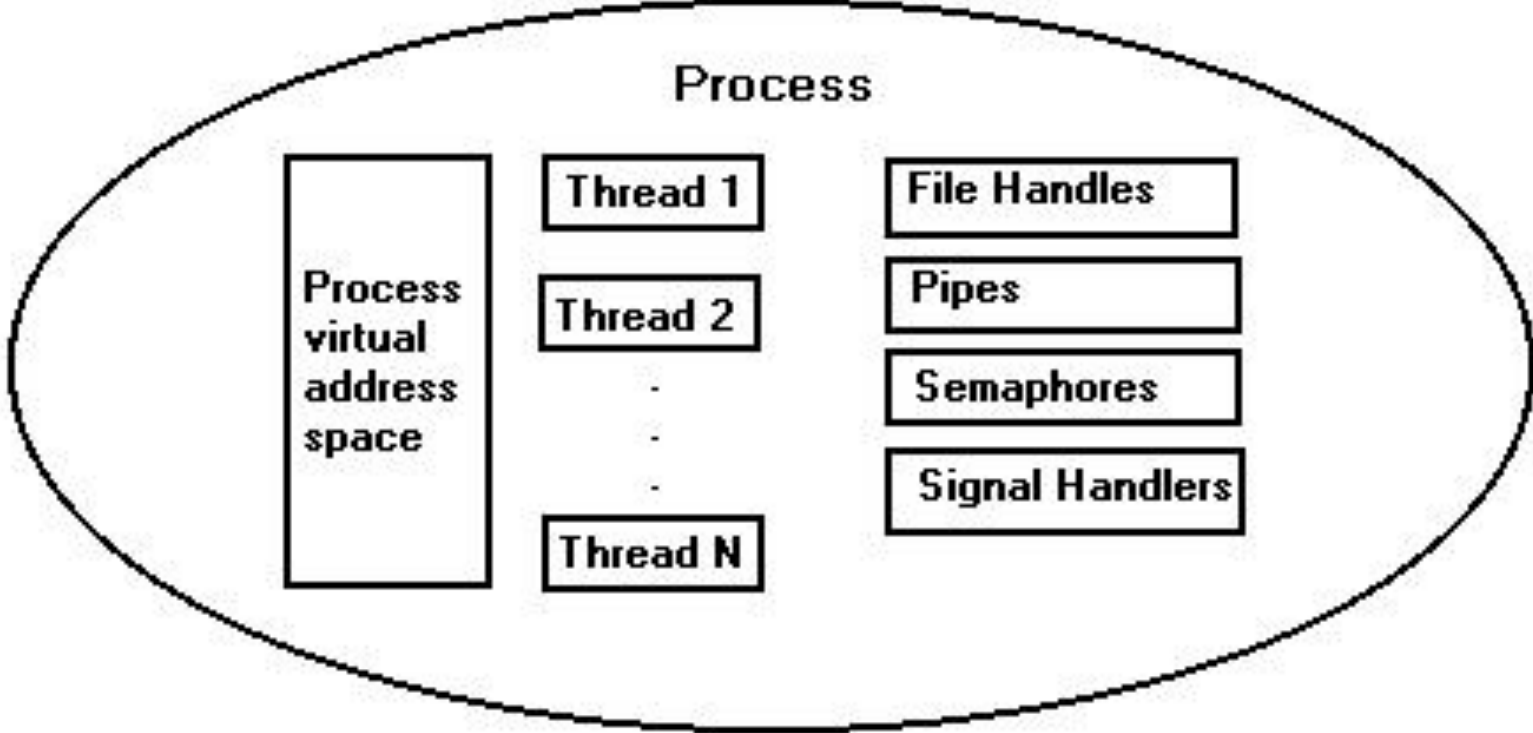 Process
Process
virtual
address
space
Thread 1
Thread 2
.
.
.
Thread N
File Handles
Pipes
Semaphores
Signal Handlers